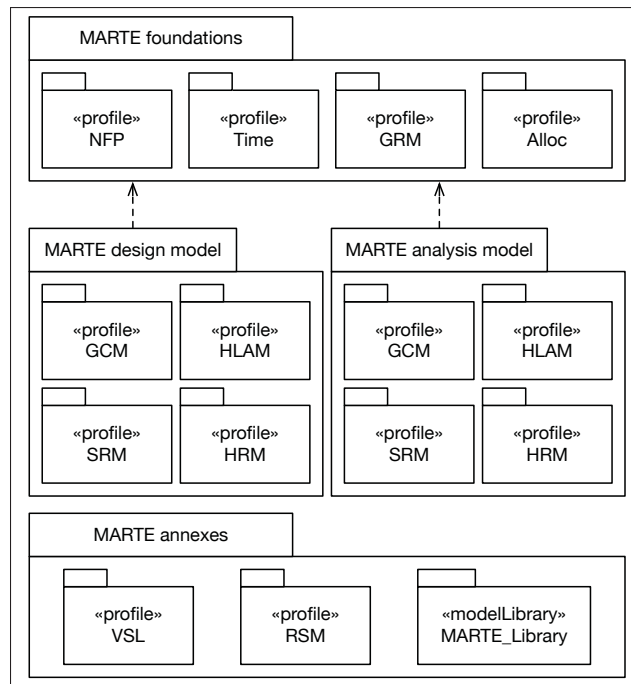 MARTE foundations
«profile»
NFP
«profile»
Time
«profile»
GRM
«profile»
Alloc
MARTE design model
«profile»
GCM
«profile»
HLAM
«profile»
SRM
«profile»
HRM
MARTE analysis model
«profile»
GCM
«profile»
HLAM
«profile»
SRM
«profile»
HRM
MARTE annexes
«profile»
VSL
«profile»
RSM
«modelLibrary»
MARTE_Library